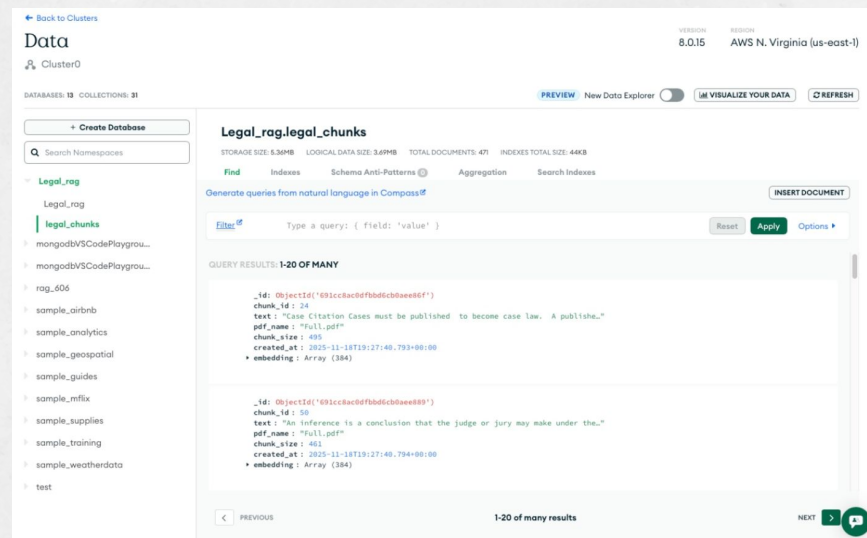 ← Back to Clusters
Data
Cluster0
VERSION
8.0.15
REGION
AWS N. Virginia (us-east-1)
DATABASES: 13 COLLECTIONS: 31
PREVIEW New Data Explorer
VISUALIZE YOUR DATA
REFRESH
+ Create Database
Search Namespaces
Legal_rag
Legal_rag
legal_chunks
mongodbVSCodePlaygrou...
mongodbVSCodePlaygrou...
rag_606
sample_airbnb
sample_analytics
sample_geospatial
sample_guides
sample_mflix
sample_supplies
sample_training
sample_weatherdata
test
Legal_rag.legal_chunks
STORAGE SIZE: 5.36MB LOGICAL DATA SIZE: 3.69MB TOTAL DOCUMENTS: 471 INDEXES TOTAL SIZE: 44KB
Find Indexes Schema Anti-Patterns 0 Aggregation Search Indexes
Generate queries from natural language in Compass
INSERT DOCUMENT
Filter Type a query: { field: 'value' } Reset Apply Options
QUERY RESULTS: 1-20 OF MANY
_id: ObjectId('691cc8ac0dfbbd6cb0aee86f')
chunk_id : 24
text : "Case Citation Cases must be published to become case law. A publishe…"
pdf_name : "Full.pdf"
chunk_size : 495
created_at : 2025-11-18T19:27:40.793+00:00
embedding : Array (384)
_id: ObjectId('691cc8ac0dfbbd6cb0aee889')
chunk_id : 50
text : "An inference is a conclusion that the judge or jury may make under the…"
pdf_name : "Full.pdf"
chunk_size : 461
created_at : 2025-11-18T19:27:40.794+00:00
embedding : Array (384)
PREVIOUS
1-20 of many results
NEXT